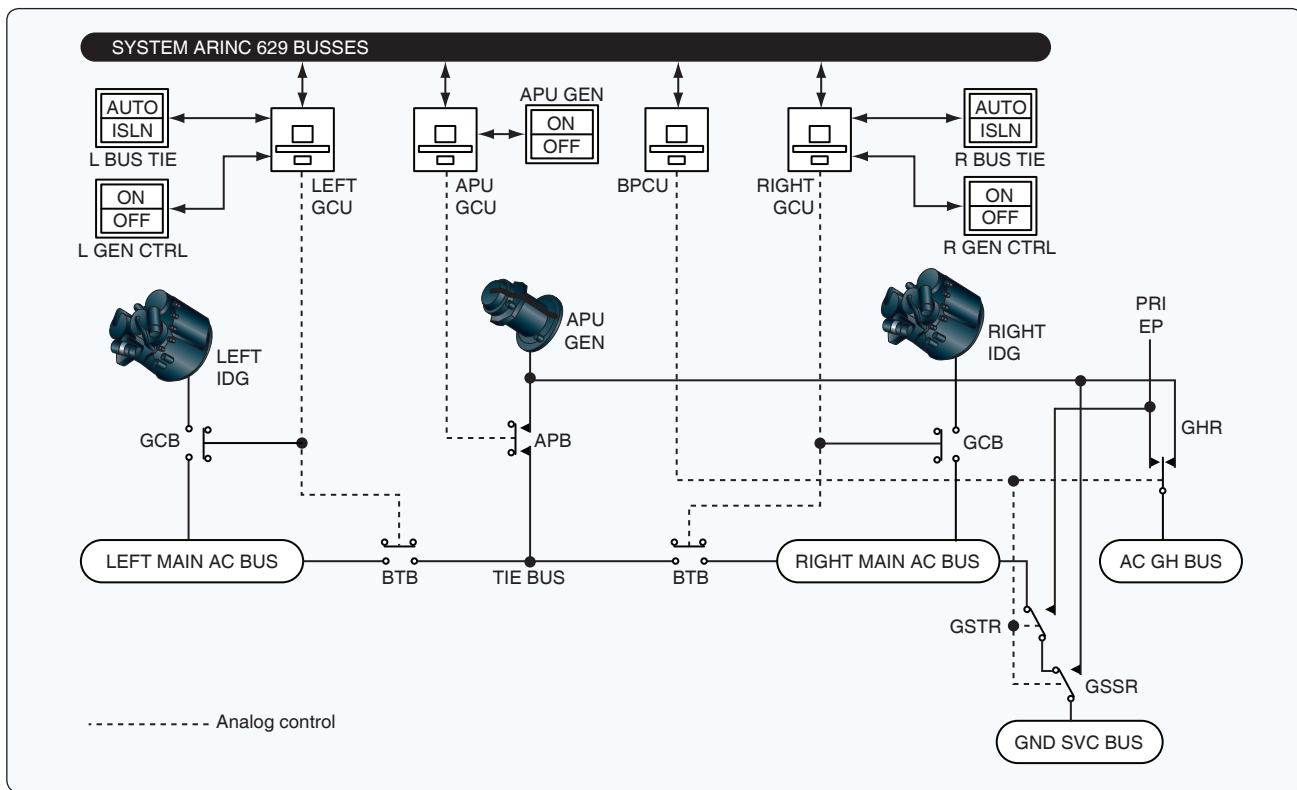 SYSTEM ARINC 629 BUSSES
AUTO
ISLN
L BUS TIE
ON
OFF
L GEN CTRL
LEFT
GCU
APU
GCU
APU GEN
ON
OFF
BPCU
RIGHT
GCU
AUTO
ISLN
R BUS TIE
ON
OFF
R GEN CTRL
LEFT
IDG
APU
GEN
RIGHT
IDG
PRI
EP
GCB
APB
GCB
GHR
LEFT MAIN AC BUS
BTB
TIE BUS
BTB
RIGHT MAIN AC BUS
AC GH BUS
GSTR
GSSR
Analog control
GND SVC BUS